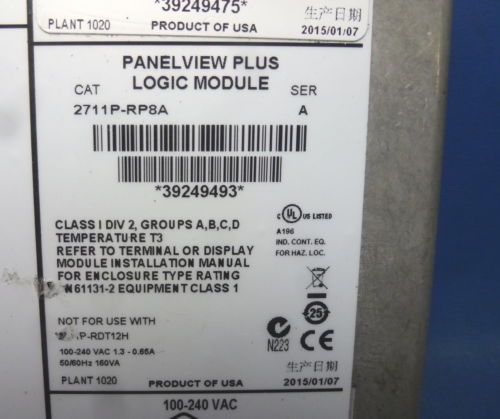 *39249475*
生产日期
PLANT 1020 PRODUCT OF USA 2015/01/07
PANELVIEW PLUS
LOGIC MODULE
CAT SER
2711P-RP8A A
*39249493*
CLASS I DIV 2, GROUPS A,B,C,D
TEMPERATURE T3
REFER TO TERMINAL OR DISPLAY
MODULE INSTALLATION MANUAL
FOR ENCLOSURE TYPE RATING
N61131-2 EQUIPMENT CLASS 1
C UL US LISTED
A196
IND. CONT. EQ.
FOR HAZ. LOC.
25
NOT FOR USE WITH
P-RDT12H
100-240 VAC 1.3 - 0.65A
50/60Hz 160VA
N223 CE
生产日期
PLANT 1020 PRODUCT OF USA 2015/01/07
100-240 VAC